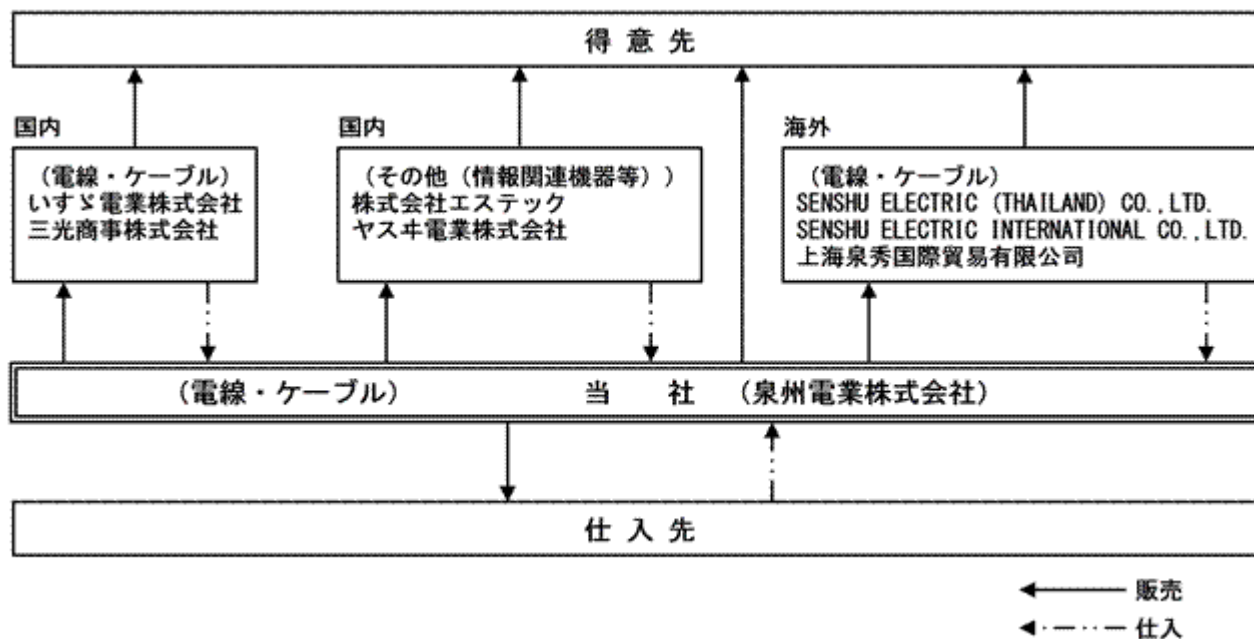 得意先
国内
(電線・ケーブル)
いすゞ電業株式会社
三光商事株式会社
国内
(その他(情報関連機器等))
株式会社エステック
ヤスヰ電業株式会社
海外
(電線・ケーブル)
SENSHU ELECTRIC (THAILAND) CO.,LTD.
SENSHU ELECTRIC INTERNATIONAL CO.,LTD.
上海泉秀国際貿易有限公司
(電線・ケーブル) 当 社 (泉州電業株式会社)
仕入先
販売
仕入